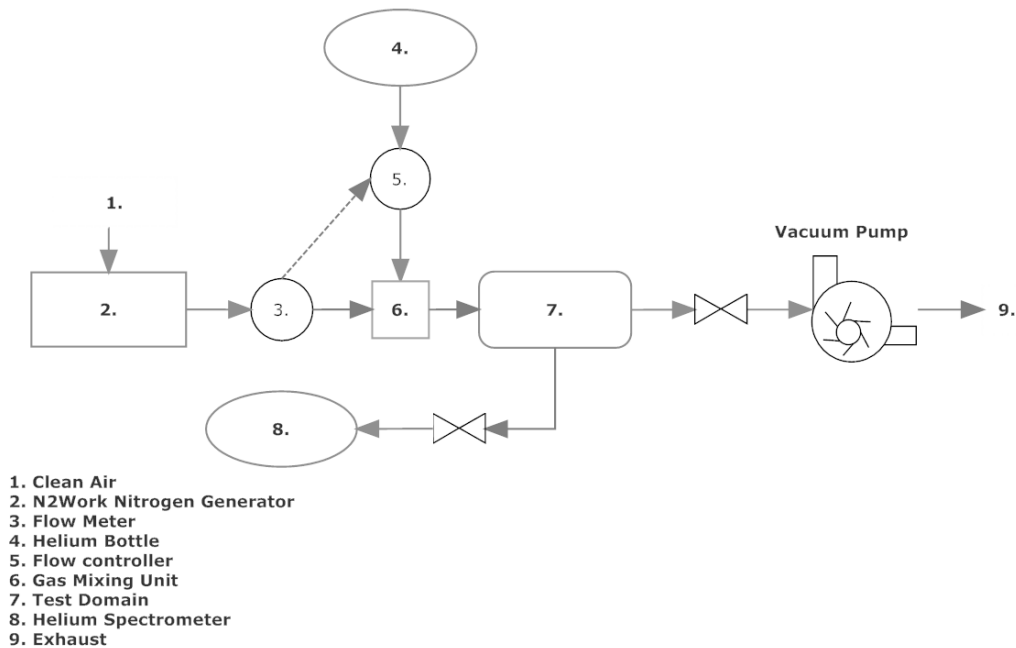 4.
5.
1.
Vacuum Pump
2.
3.
6.
7.
9.
8.
1. Clean Air
2. N2Work Nitrogen Generator
3. Flow Meter
4. Helium Bottle
5. Flow controller
6. Gas Mixing Unit
7. Test Domain
8. Helium Spectrometer
9. Exhaust